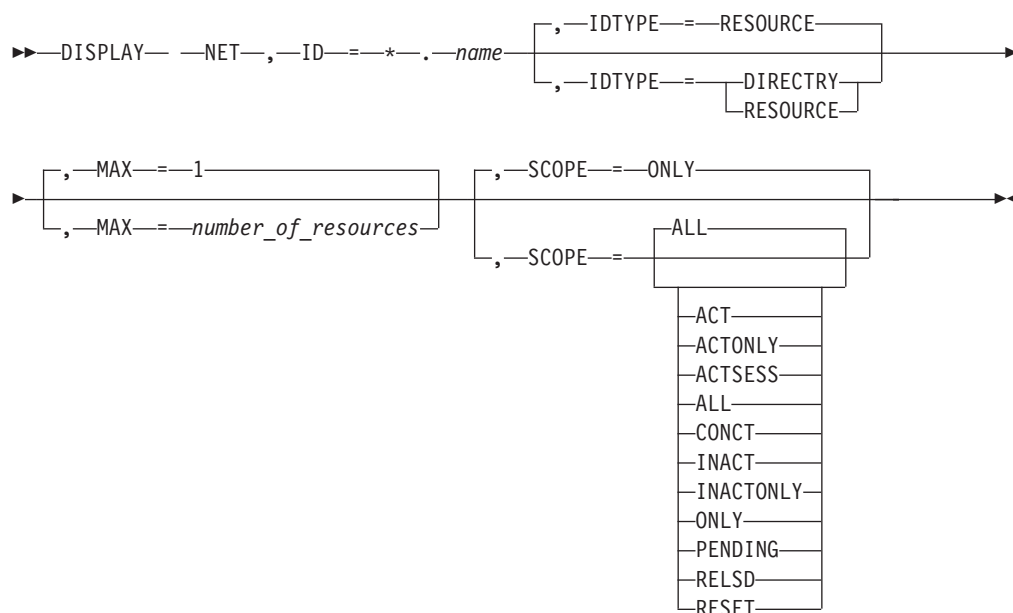 , IDTYPE = RESOURCE
DISPLAY NET , ID = * . name
, IDTYPE = DIRECTRY
RESOURCE
, MAX = 1
, SCOPE = ONLY
, MAX = number_of_resources
ALL
, SCOPE =
ACT
ACTONLY
ACTSESS
ALL
CONCT
INACT
INACTONLY
ONLY
PENDING
RELSD
RESET